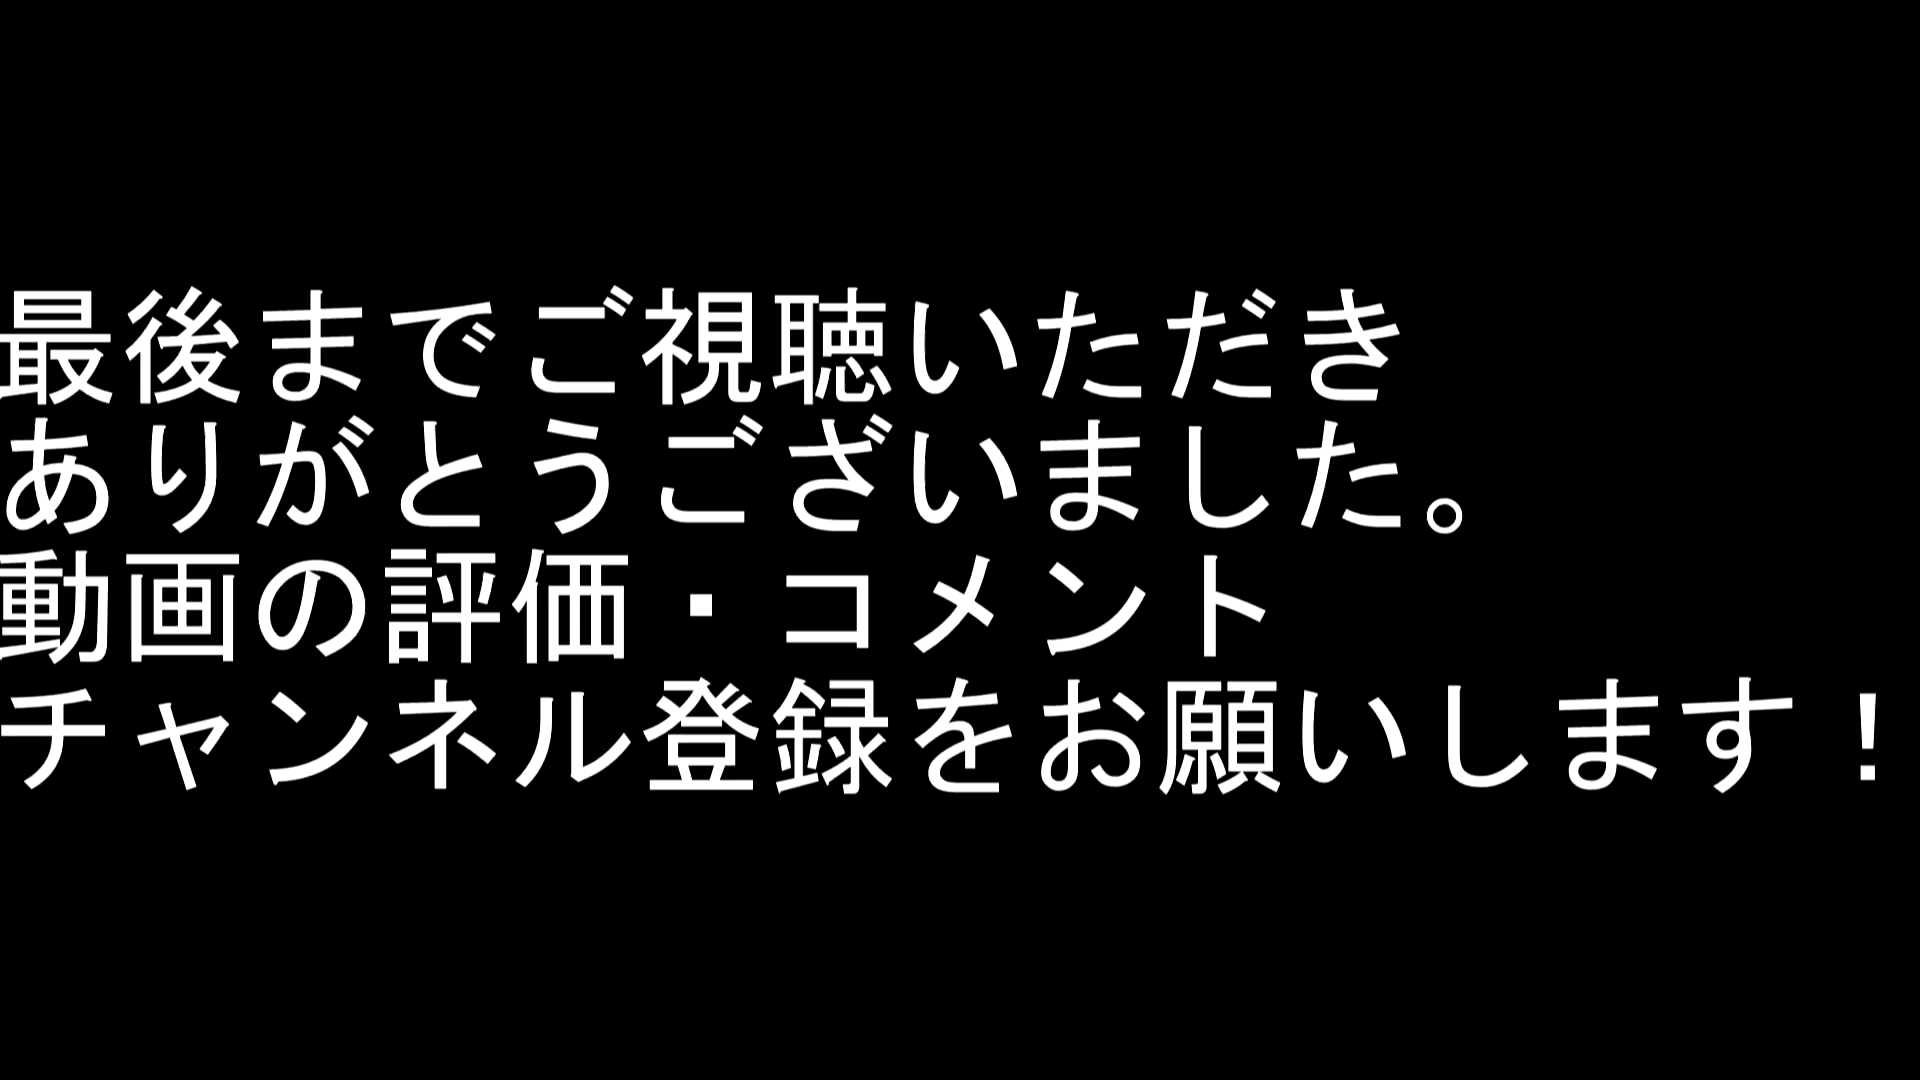 最後までご視聴いただき
ありがとうございました。
動画の評価・コメント
チャンネル登録をお願いします！